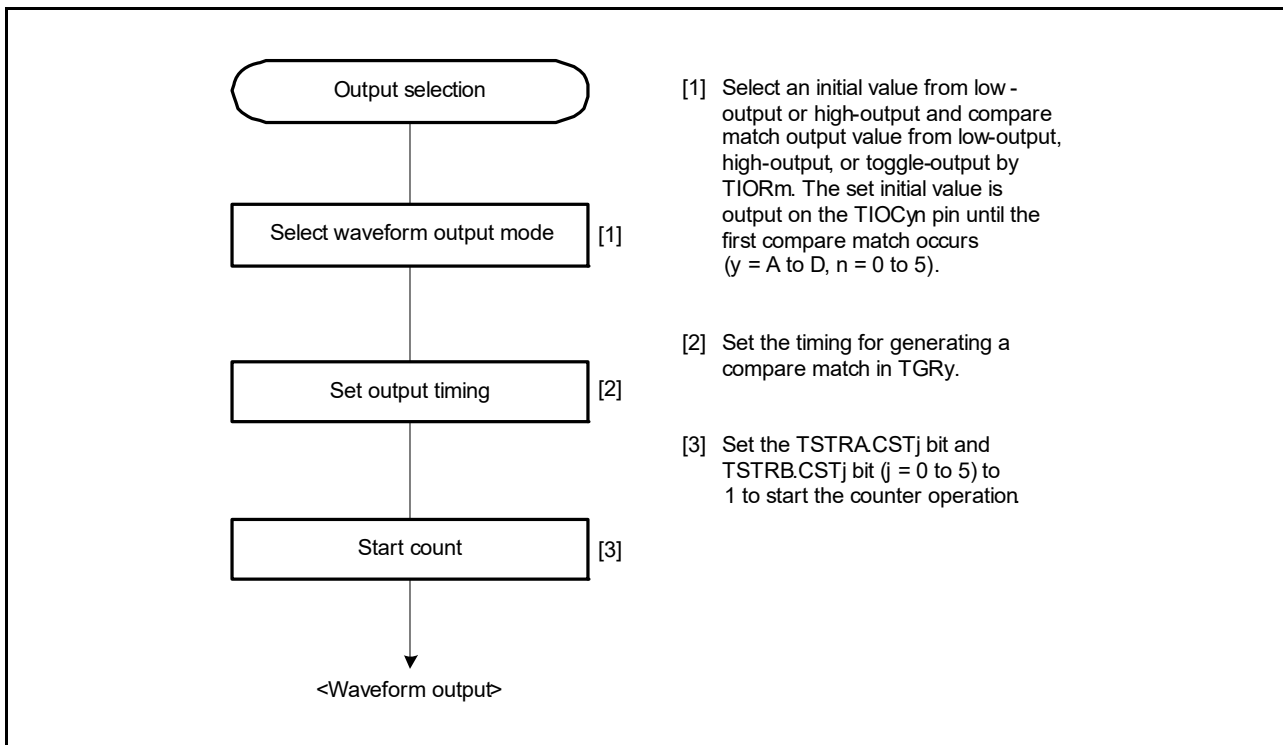 Output selection
Select waveform output mode [1]
Set output timing [2]
Start count [3]
<Waveform output>
[1] Select an initial value from low -
output or high-output and compare
match output value from low-output,
high-output, or toggle-output by
TIORm. The set initial value is
output on the TIOCyn pin until the
first compare match occurs
(y = A to D, n = 0 to 5).
[2] Set the timing for generating a
compare match in TGRy.
[3] Set the TSTRA.CSTj bit and
TSTRB.CSTj bit (j = 0 to 5) to
1 to start the counter operation.